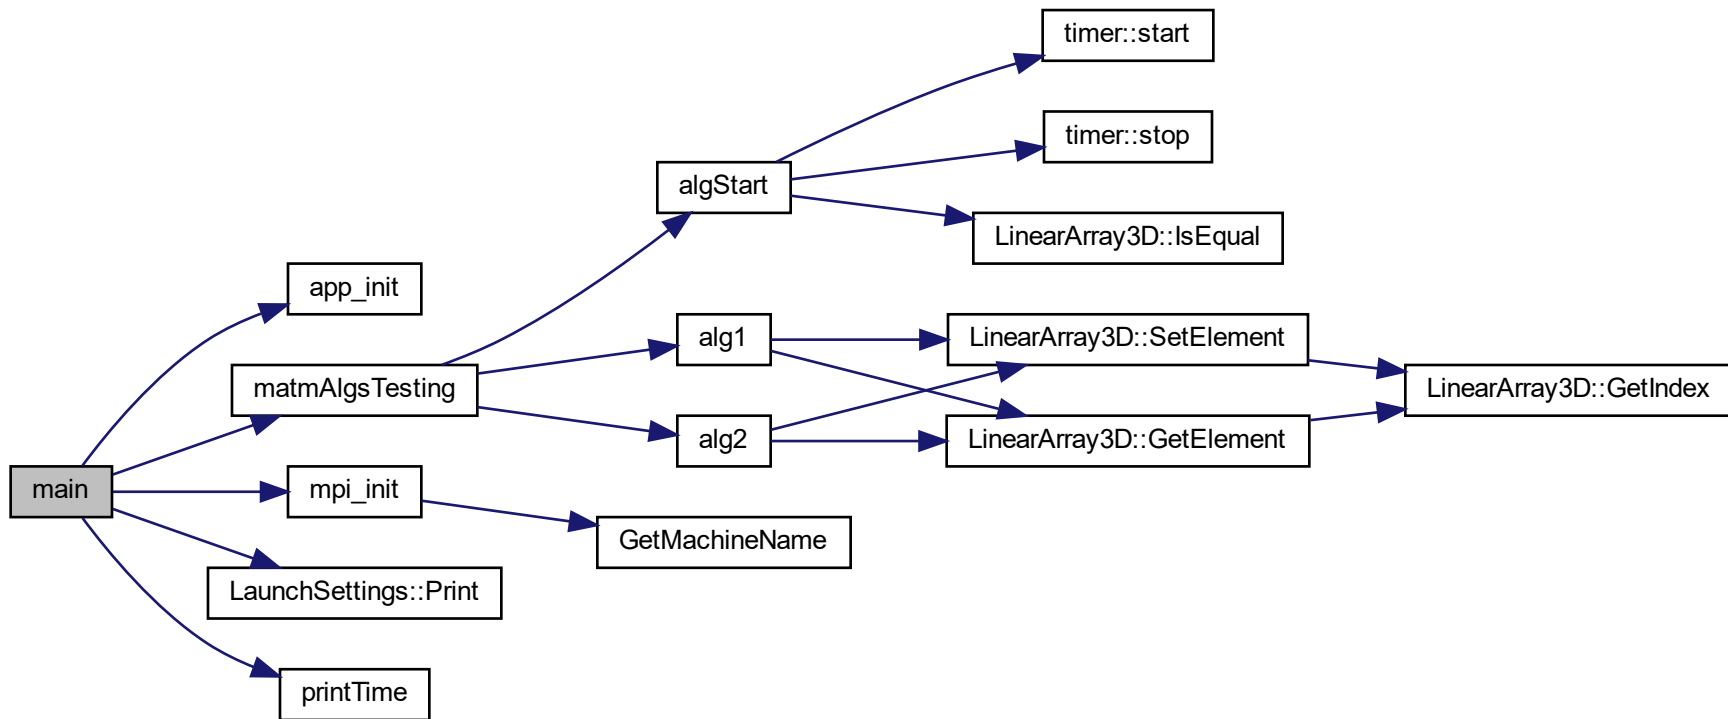 timer::start
timer::stop
algStart
LinearArray3D::IsEqual
app_init
alg1
LinearArray3D::SetElement
matmAlgsTesting
LinearArray3D::GetIndex
alg2
LinearArray3D::GetElement
main
mpi_init
GetMachineName
LaunchSettings::Print
printTime